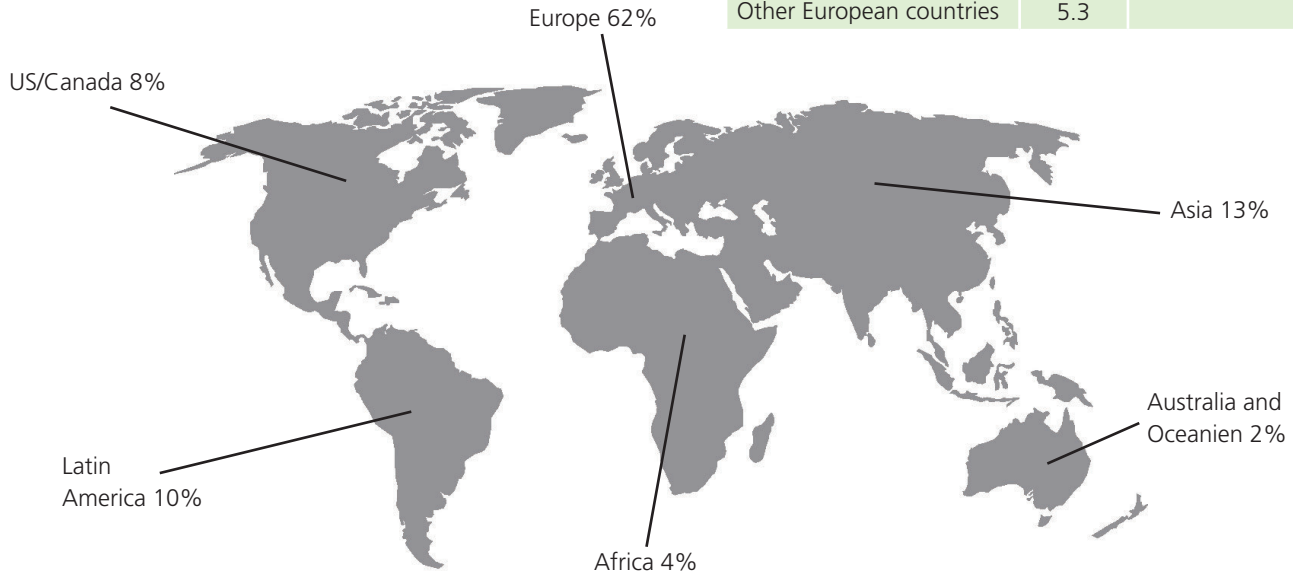 Other European countries 5.3
Europe 62%
US/Canada 8%
Asia 13%
Australia and
Oceanien 2%
Latin
America 10%
Africa 4%